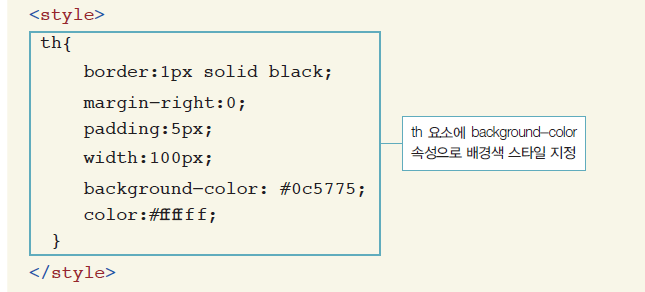 <style>
th{
border:1px solid black;
margin-right:0;
padding:5px;
width:100px;
background-color: #0c5775;
color:#ffffff;
}
</style>
th 요소에 background-color
속성으로 배경색 스타일 지정